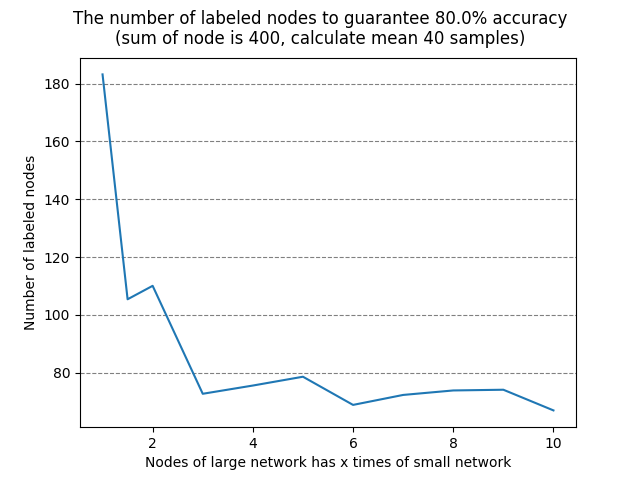 The number of labeled nodes to guarantee 80.0% accuracy
(sum of node is 400, calculate mean 40 samples)
180
160
140
120
100
80
Number of labeled nodes
2
4
6
8
10
Nodes of large network has x times of small network